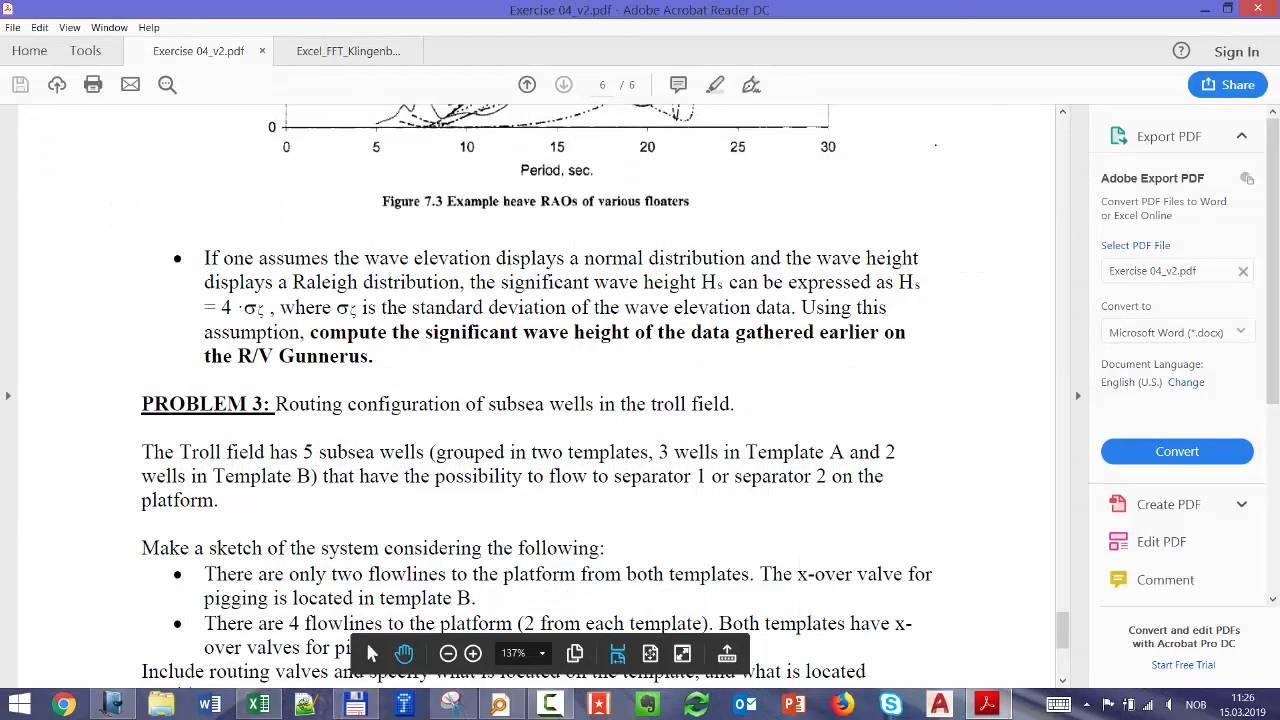 Exercise 04_v2.pdf - Adobe Acrobat Reader DC
File Edit View Window Help
Home Tools Exercise 04_v2.pdf × Excel_FFT_Klingenb... Sign In
6 / 6 Share
0
0 5 10 15 20 25 30
Period, sec.
Figure 7.3 Example heave RAOs of various floaters
• If one assumes the wave elevation displays a normal distribution and the wave height
displays a Raleigh distribution, the significant wave height Hs can be expressed as Hs
= 4 ·σζ , where σζ is the standard deviation of the wave elevation data. Using this
assumption, compute the significant wave height of the data gathered earlier on
the R/V Gunnerus.
PROBLEM 3: Routing configuration of subsea wells in the troll field.
The Troll field has 5 subsea wells (grouped in two templates, 3 wells in Template A and 2
wells in Template B) that have the possibility to flow to separator 1 or separator 2 on the
platform.
Make a sketch of the system considering the following:
• There are only two flowlines to the platform from both templates. The x-over valve for
pigging is located in template B.
• There are 4 flowlines to the platform (2 from each template). Both templates have x-
over valves for pi
Include routing valves and specify what is located on the template, and what is located
137%
Export PDF
Adobe Export PDF
Convert PDF Files to Word
or Excel Online
Select PDF File
Exercise 04_v2.pdf
Convert to
Microsoft Word (*.docx)
Document Language:
English (U.S.) Change
Convert
Create PDF
Edit PDF
Comment
Convert and edit PDFs
with Acrobat Pro DC
Start Free Trial
NOB
11:26
15.03.2019